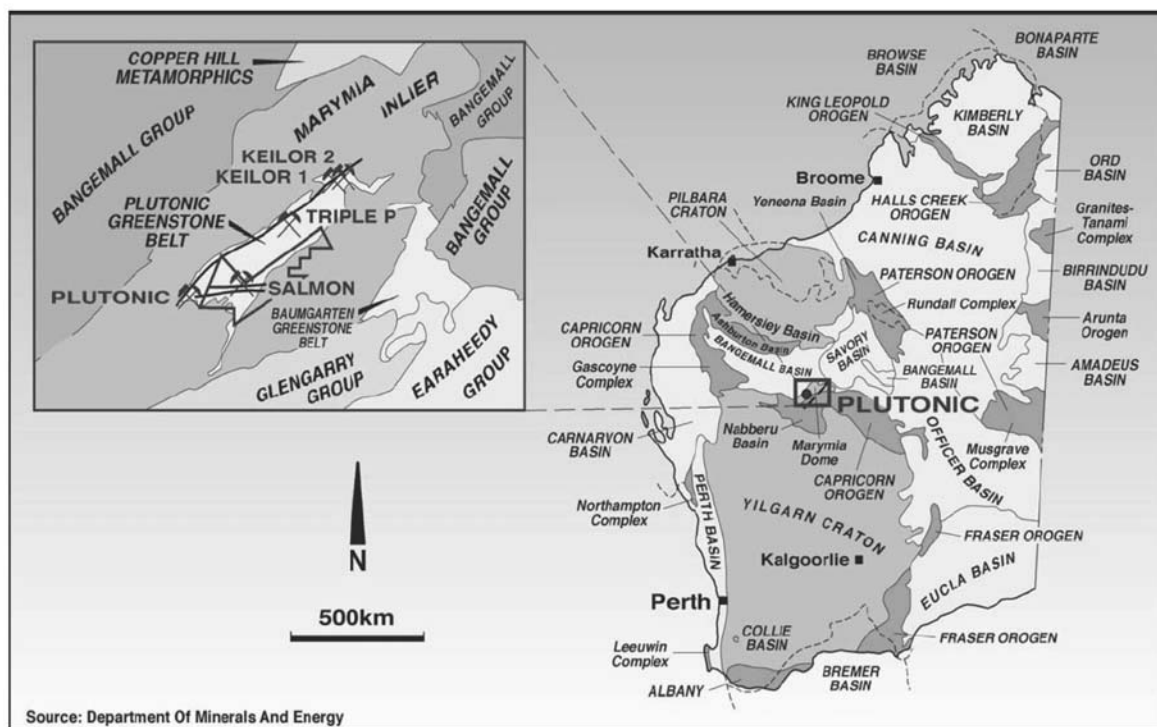 COPPER HILL
METAMORPHICS
MARYMIA
INLIER
BANGEMALL
GROUP
BANGEMALL GROUP
KEILOR 2
KEILOR 1
PLUTONIC
GREENSTONE
BELT
TRIPLE P
BANGEMALL
GROUP
PLUTONIC
SALMON
BAUMGARTEN
GREENSTONE
BELT
GLENGARRY
GROUP
EARAHEEDY
GROUP
N
500km
BONAPARTE
BASIN
BROWSE
BASIN
KING LEOPOLD
OROGEN
KIMBERLY
BASIN
ORD
BASIN
Broome
Yeneena Basin
HALLS CREEK
OROGEN
Granites-
Tanami
Complex
PILBARA
CRATON
CANNING BASIN
Karratha
PATERSON OROGEN
BIRRINDUDU
BASIN
Rundall Complex
Hamersley Basin
Ashburton Basin
CAPRICORN
OROGEN
BANGEMALL BASIN
SAVORY
BASIN
PATERSON
OROGEN
Arunta
Orogen
Gascoyne
Complex
BANGEMALL
BASIN
AMADEUS
BASIN
PLUTONIC
Nabberu
Basin
Marymia
Dome
OFFICER BASIN
CARNARVON
BASIN
CAPRICORN
OROGEN
Musgrave
Complex
PERTH BASIN
Northampton
Complex
YILGARN CRATON
FRASER OROGEN
Kalgoorlie
EUCLA BASIN
Perth
COLLIE
BASIN
FRASER OROGEN
Leeuwin
Complex
ALBANY
BREMER
BASIN
Source: Department Of Minerals And Energy